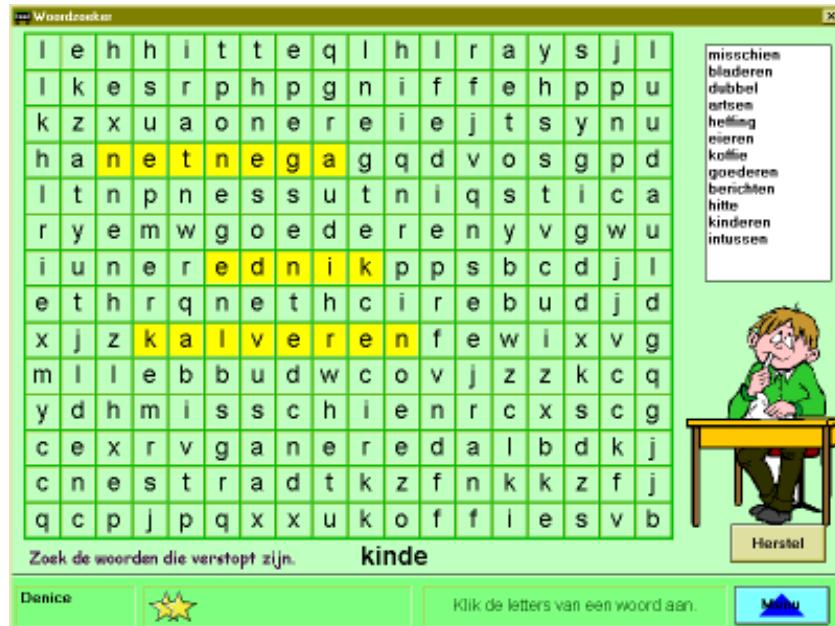 Woordzoeker
l e h h i t t e q l h l r a y s j l
l k e s r p h p g n i f f e h p p u
k z x u a o n e r e i e j t s y n u
h a n e t n e g a g q d v o s g p d
l t n p n e s s u t n i q s t i c a
r y e m w g o e d e r e n y v g w u
i u n e r e d n i k p p s b c d j l
e t h r q n e t h c i r e b u d j d
x j z k a l v e r e n f e w i x v g
m l l e b b u d w c o v j z z k c q
y d h m i s s c h i e n r c x s c g
c e x r v g a n e r e d a l b d k j
c n e s t r a d t k z f n k k z f j
q c p j p q x x u k o f f i e s v b
misschien
bladeren
dubbel
artsen
heffing
eieren
koffie
goederen
berichten
hitte
kinderen
intussen
Zoek de woorden die verstopt zijn.
kinde
Herstel
Denice
Klik de letters van een woord aan.
Menu